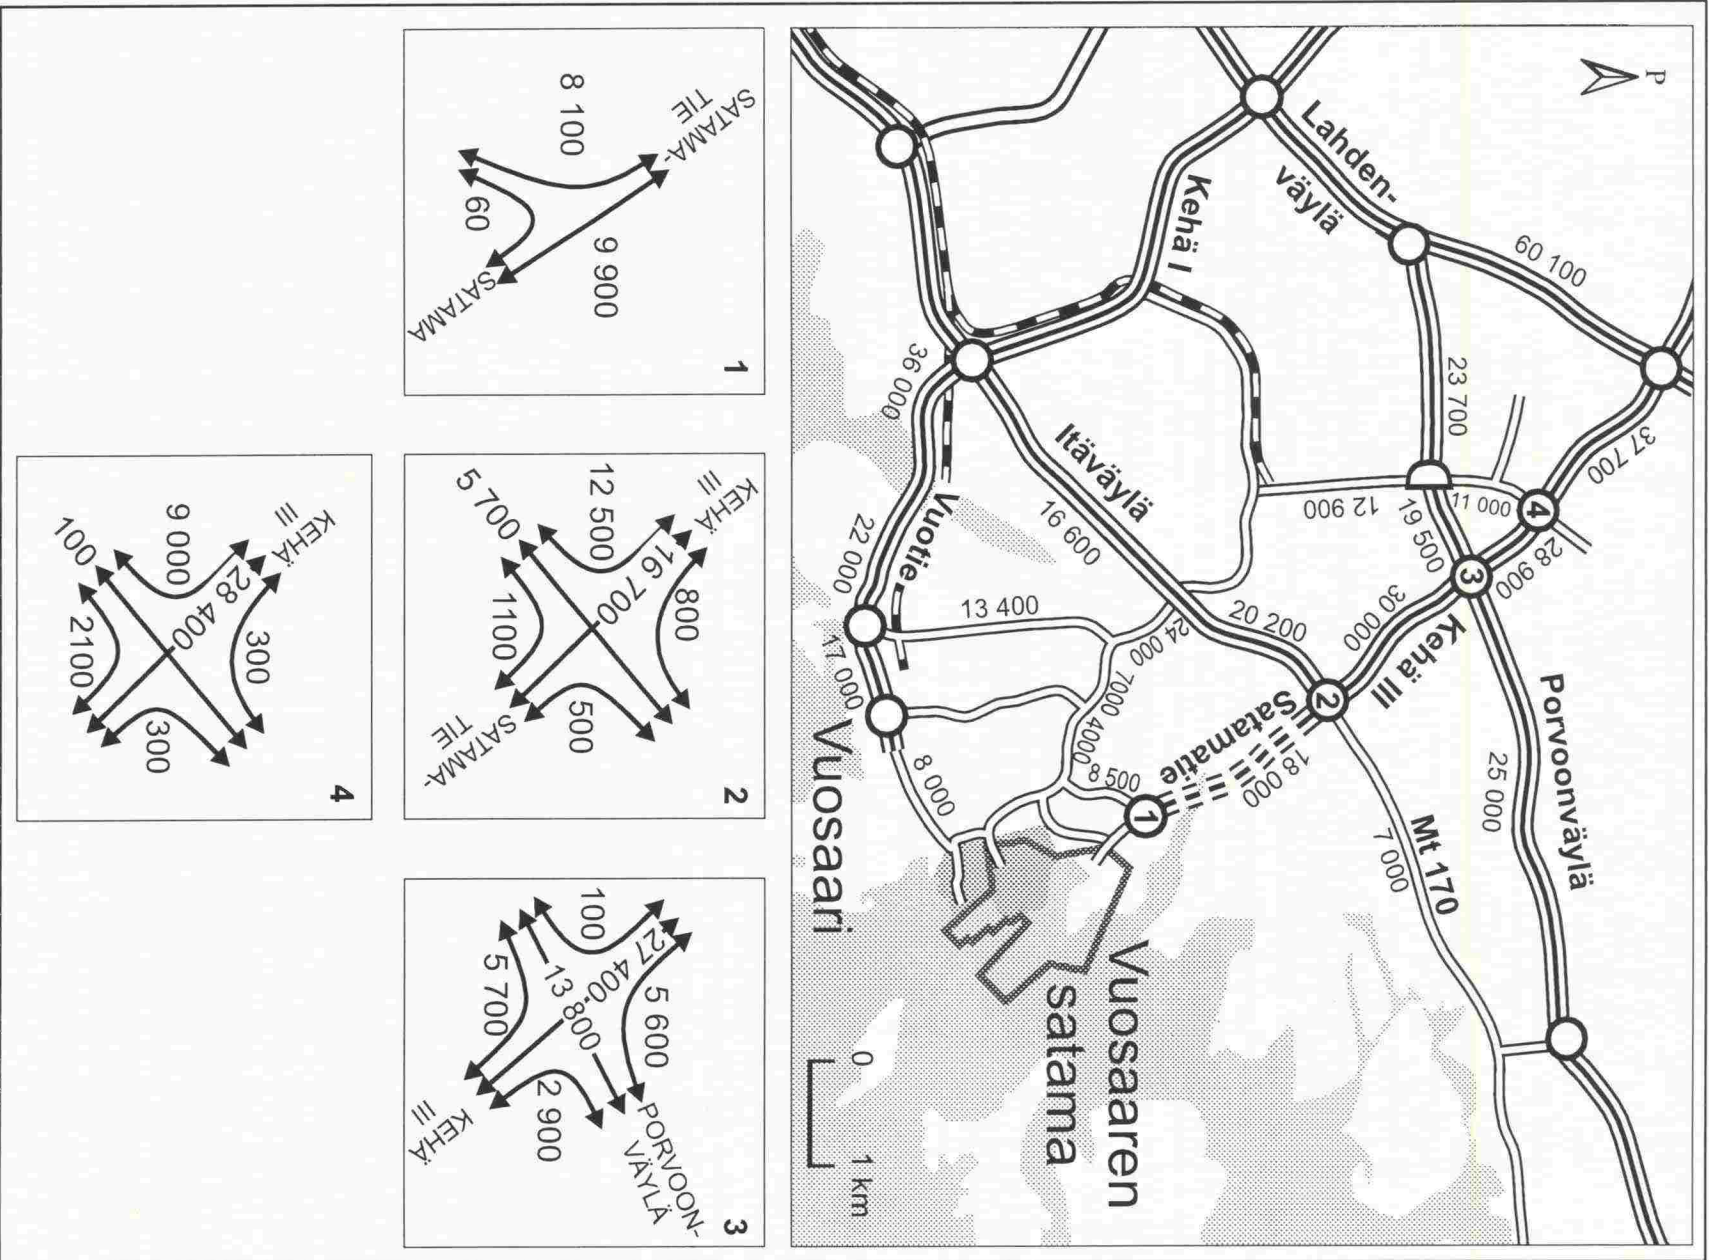 P
Lahden-
väylä
60 100
Kehä I
23 700
37 700
11 000
12 900
19 500
28 900
36 000
Itäväylä
16 600
Vuotie
22 000
13 400
24 000
20 200
30 000
Kehä III
Porvoonväylä
25 000
Mt 170
7 000
17 000
7000
4000
8 500
Satamatie
18 000
8 000
1
2
3
4
Vuosaari
Vuosaaren
satama
0
1 km
1
SATAMA-
TIE
8 100
9 900
60
SATAMA
2
KEHÄ
III
12 500
16 700
800
5 700
1100
500
SATAMA-
TIE
3
100
27 400
5 600
13 800
5 700
2 900
PORVOON-
VÄYLÄ
KEHÄ
III
4
KEHÄ
III
9 000
28 400
300
100
2100
300